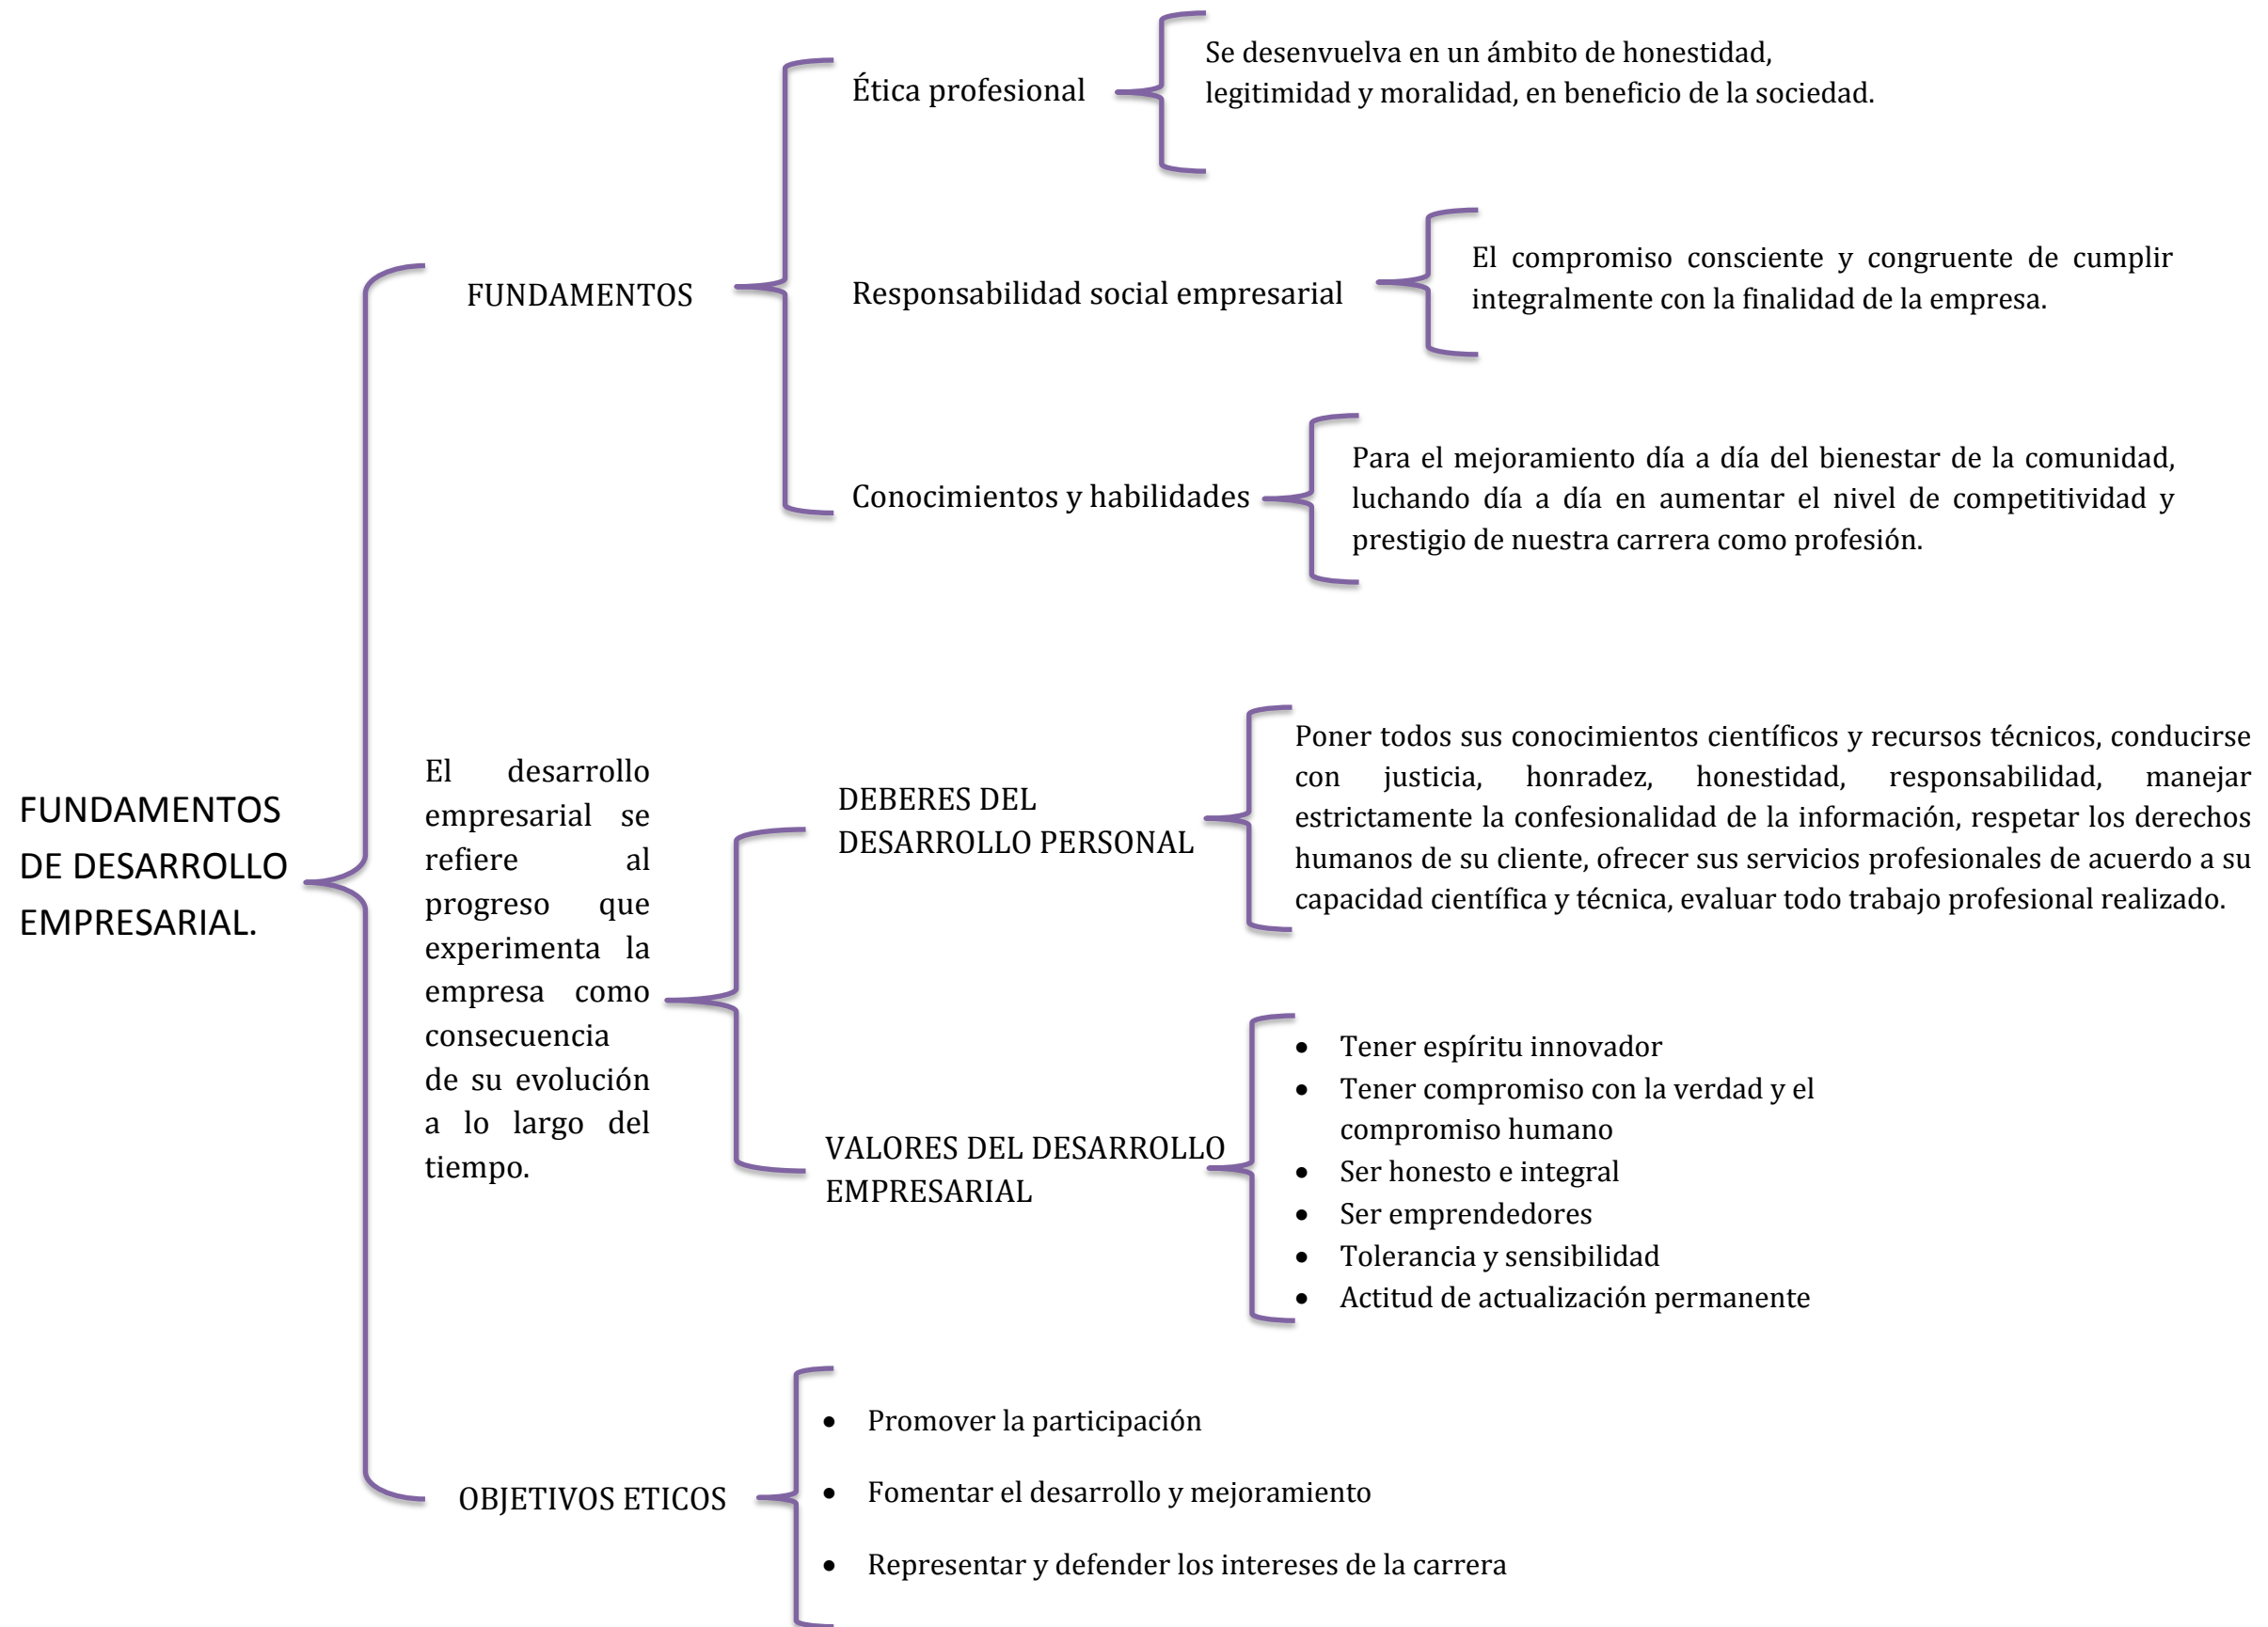 FUNDAMENTOS
DE DESARROLLO
EMPRESARIAL.
FUNDAMENTOS
Ética profesional
Se desenvuelva en un ámbito de honestidad,
legitimidad y moralidad, en beneficio de la sociedad.
Responsabilidad social empresarial
El compromiso consciente y congruente de cumplir
integralmente con la finalidad de la empresa.
Conocimientos y habilidades
Para el mejoramiento día a día del bienestar de la comunidad,
luchando día a día en aumentar el nivel de competitividad y
prestigio de nuestra carrera como profesión.
El desarrollo
empresarial se
refiere al
progreso que
experimenta la
empresa como
consecuencia
de su evolución
a lo largo del
tiempo.
DEBERES DEL
DESARROLLO PERSONAL
Poner todos sus conocimientos científicos y recursos técnicos, conducirse
con justicia, honradez, honestidad, responsabilidad, manejar
estrictamente la confesionalidad de la información, respetar los derechos
humanos de su cliente, ofrecer sus servicios profesionales de acuerdo a su
capacidad científica y técnica, evaluar todo trabajo profesional realizado.
VALORES DEL DESARROLLO
EMPRESARIAL
• Tener espíritu innovador
• Tener compromiso con la verdad y el
compromiso humano
• Ser honesto e integral
• Ser emprendedores
• Tolerancia y sensibilidad
• Actitud de actualización permanente
OBJETIVOS ETICOS
• Promover la participación
• Fomentar el desarrollo y mejoramiento
• Representar y defender los intereses de la carrera